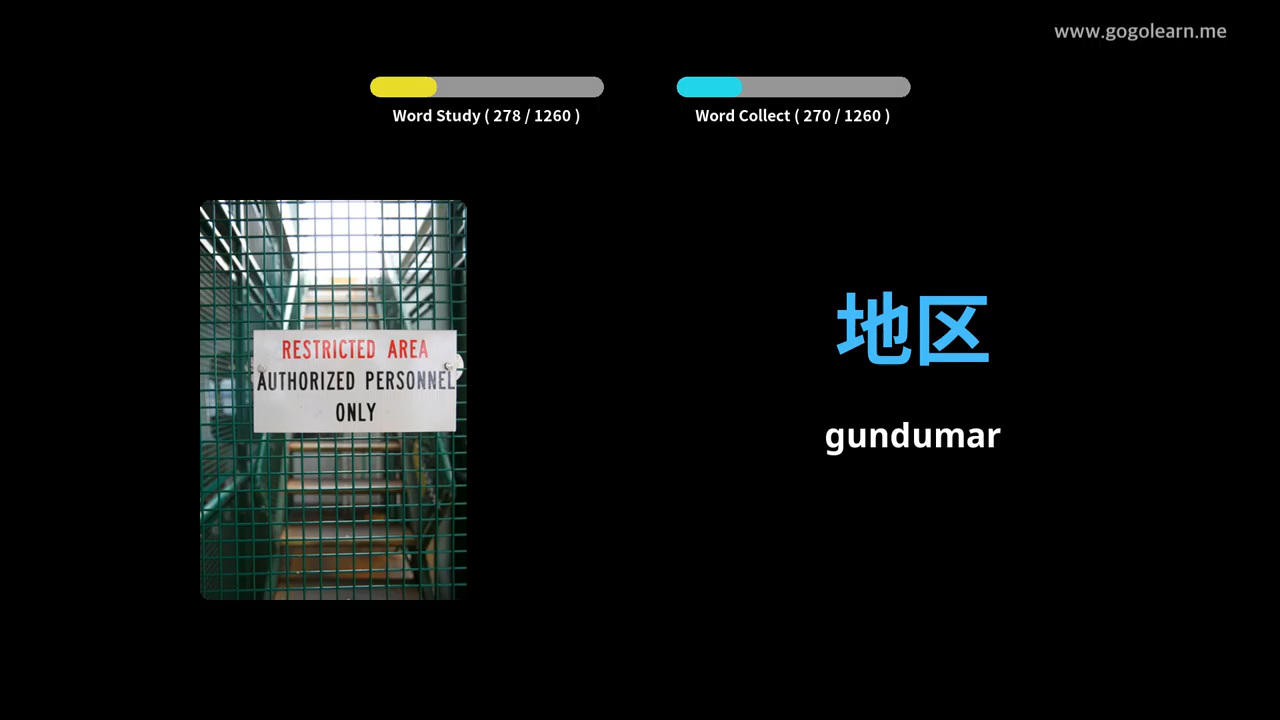 www.gogolearn.me
Word Study ( 278 / 1260 )
Word Collect ( 270 / 1260 )
RESTRICTED AREA
AUTHORIZED PERSONNEL
ONLY
地区
gundumar